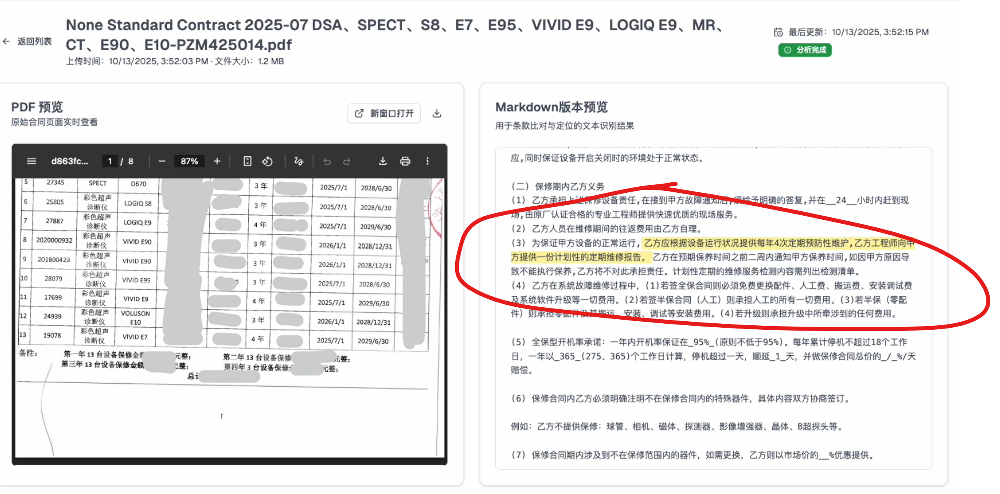 返回列表
None Standard Contract 2025-07 DSA、SPECT、S8、E7、E95、VIVID E9、LOGIQ E9、MR、
CT、E90、E10-PZM425014.pdf
上传时间：10/13/2025, 3:52:03 PM · 文件大小：1.2 MB
最后更新：10/13/2025, 3:52:15 PM
分析完成
PDF 预览
原始合同页面实时查看
新窗口打开
d863fc... 1 / 8 87%
5 27345 SPECT D670 3 年 2025/7/1 2028/6/30
6 25805 彩色超声诊断仪 LOGIQ S8 3 年 2025/7/1 2028/6/30
7 27887 彩色超声诊断仪 LOGIQ E9 4 年 2025/7/1 2029/6/30
8 2020000932 彩色超声诊断仪 VIVID E90 3 年 2026/1/1 2028/12/31
9 201800423 彩色超声诊断仪 VIVID E90 3 年 2026/1/1 2028/12/31
10 28079 彩色超声诊断仪 VIVID E95 3 年 2025/7/1 2028/6/30
11 17699 彩色超声诊断仪 VIVID E9 4 年 2025/7/1 2029/6/30
12 24939 彩色超声诊断仪 VOLUSON E10 3 年 2026/1/1 2028/12/31
13 19078 彩色超声诊断仪 VIVID E7 4 年 2025/7/1 2029/6/30
备注： 第一年 13 台设备保修金 元整； 第二年 13 台设备保修 元整；
第三年 13 台设备保修金额 元整； 第四年 3 台设备保修 元整；
总
1
Markdown版本预览
用于条款比对与定位的文本识别结果
应,同时保证设备开启关闭时的环境处于正常状态。
（二） 保修期内乙方义务
(1) 乙方承担上述保修设备责任,在接到甲方故障通知后,须给予明确的答复,并在__24__小时内赶到现
场,由原厂认证合格的专业工程师提供快速优质的现场服务。
(2) 乙方人员在维修期间的往返费用由乙方自理。
(3) 为保证甲方设备的正常运行，乙方应根据设备运行状况提供每年4次定期预防性维护,乙方工程师向甲
方提供一份计划性的定期维修报告。乙方在预期保养时间之前二周内通知甲方保养时间,如因甲方原因导
致不能执行保养,乙方将不对此承担责任。计划性定期的维修服务检测内容需列出检测清单。
(4) 乙方在系统故障维修过程中，(1)若签全保合同则必须免费更换配件、人工费、搬运费、安装调试费
及系统软件升级等一切费用。(2)若签半保合同（人工）则承担人工的所有一切费用。(3)若半保（零配
件）则承担零配件及其搬运、安装、调试等安装费用。(4)若升级则承担升级中所牵涉到的任何费用。
(5) 全保型开机率承诺：一年内开机率保证在_95%_(原则不低于95%)。每年累计停机不超过18个工作
日，一年以_365_(275、365)个工作日计算，停机超过一天，顺延_1_天，并做保修合同总价的_/_%/天
赔偿。
(6) 保修合同内乙方必须明确注明不在保修合同内的特殊器件，具体内容双方协商签订。
例如：乙方不提供保修：球管、相机、磁体、探测器、影像增强器、晶体、B超探头等。
(7) 保修合同期内涉及到不在保修范围内的器件，如需更换，乙方则以市场价的__%优惠提供。